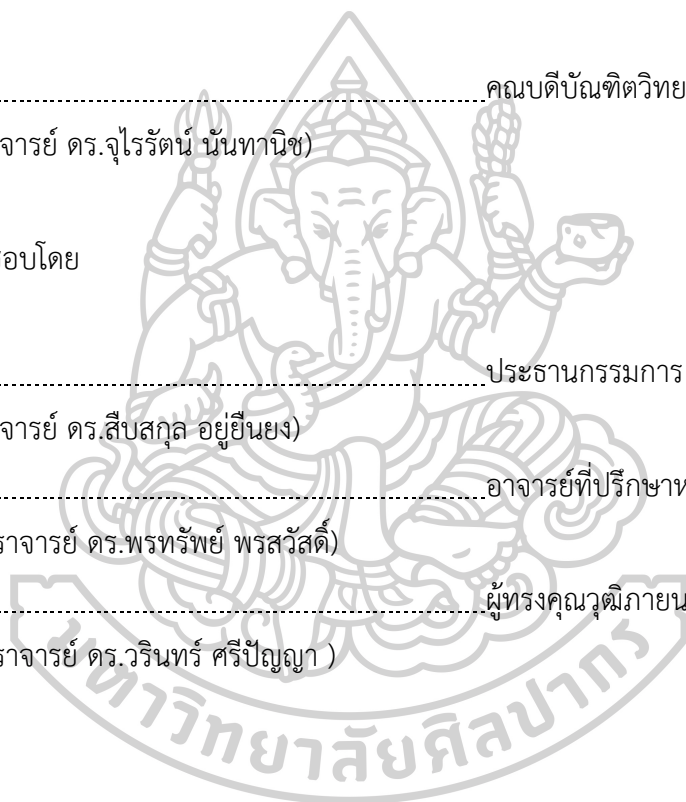 คณบดีบัณฑิตวิทย
จารย์ ดร.จุไรรัตน์ นันทานิช)
สอบโดย
ประธานกรรมการ
จารย์ ดร.สืบสกุล อยู่ยืนยง)
อาจารย์ที่ปรึกษาห
ราจารย์ ดร.พรทรัพย์ พรสวัสดิ์)
ผู้ทรงคุณวุฒิภายน
ราจารย์ ดร.วรินทร์ ศรีปัญญา )
มหาวิทยาลัยศิลปากร